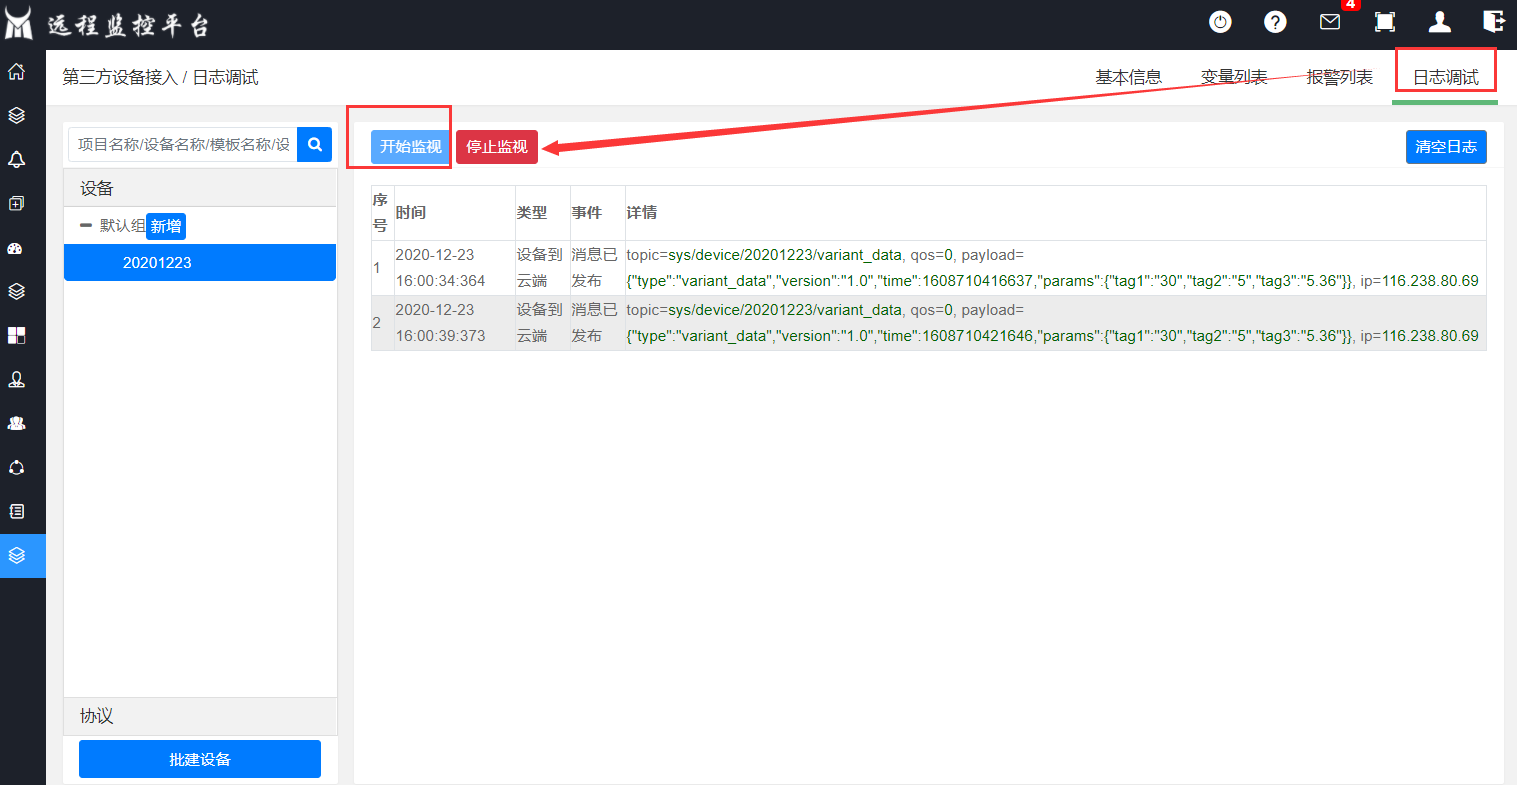 远程监控平台
4
第三方设备接入 / 日志调试
基本信息
变量列表
报警列表
日志调试
项目名称/设备名称/模板名称/设
开始监视
停止监视
清空日志
设备
默认组
新增
20201223
序号
时间
类型
事件
详情
1
2020-12-23
16:00:34:364
设备到
云端
消息已
发布
topic=sys/device/20201223/variant_data, qos=0, payload=
{"type":"variant_data","version":"1.0","time":1608710416637,"params":{"tag1":"30","tag2":"5","tag3":"5.36"}}, ip=116.238.80.69
2
2020-12-23
16:00:39:373
设备到
云端
消息已
发布
topic=sys/device/20201223/variant_data, qos=0, payload=
{"type":"variant_data","version":"1.0","time":1608710421646,"params":{"tag1":"30","tag2":"5","tag3":"5.36"}}, ip=116.238.80.69
协议
批建设备